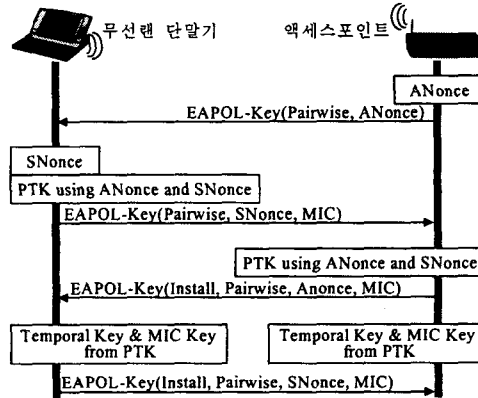 무선랜 단말기
액세스포인트
ANonce
EAPOL-Key(Pairwise, ANonce)
SNonce
PTK using ANonce and SNonce
EAPOL-Key(Pairwise, SNonce, MIC)
PTK using ANonce and SNonce
EAPOL-Key(Install, Pairwise, Anonce, MIC)
Temporal Key & MIC Key
from PTK
Temporal Key & MIC Key
from PTK
EAPOL-Key(Install, Pairwise, SNonce, MIC)